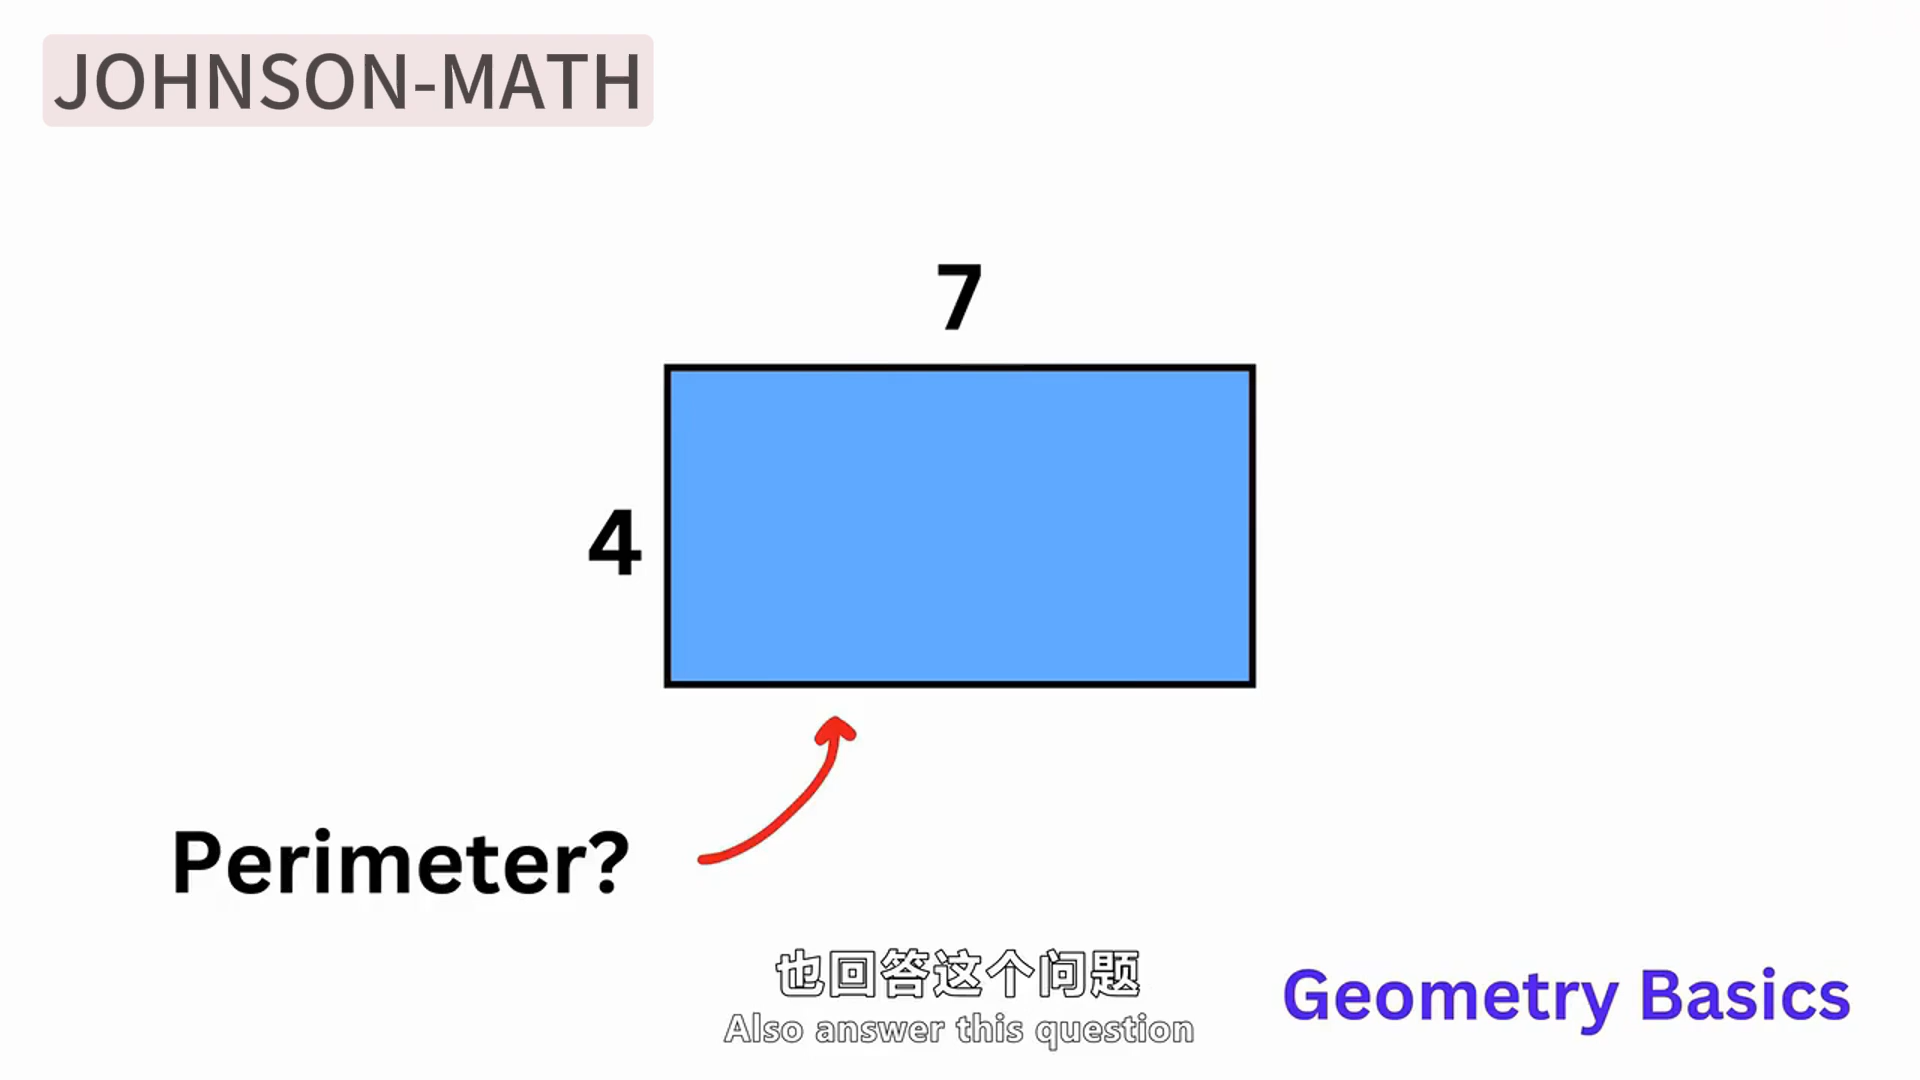 JOHNSON-MATH
7
4
Perimeter?
也回答这个问题
Also answer this question
Geometry Basics